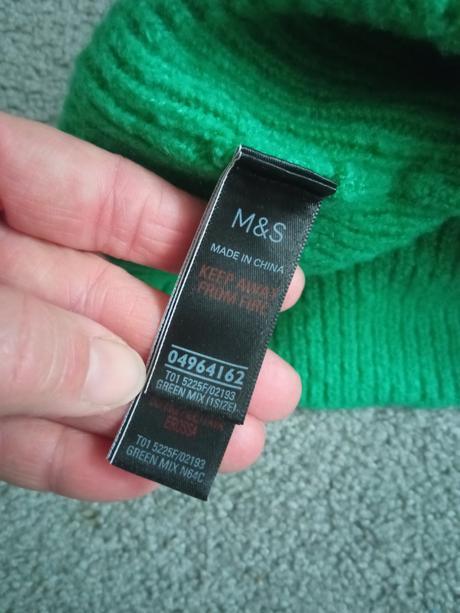 M&S
MADE IN CHINA
KEEP AWAY
FROM FIRE
04964162
T01 5225F/02193
GREEN MIX (1SIZE)
T01 5225F/02193
GREEN MIX N64C